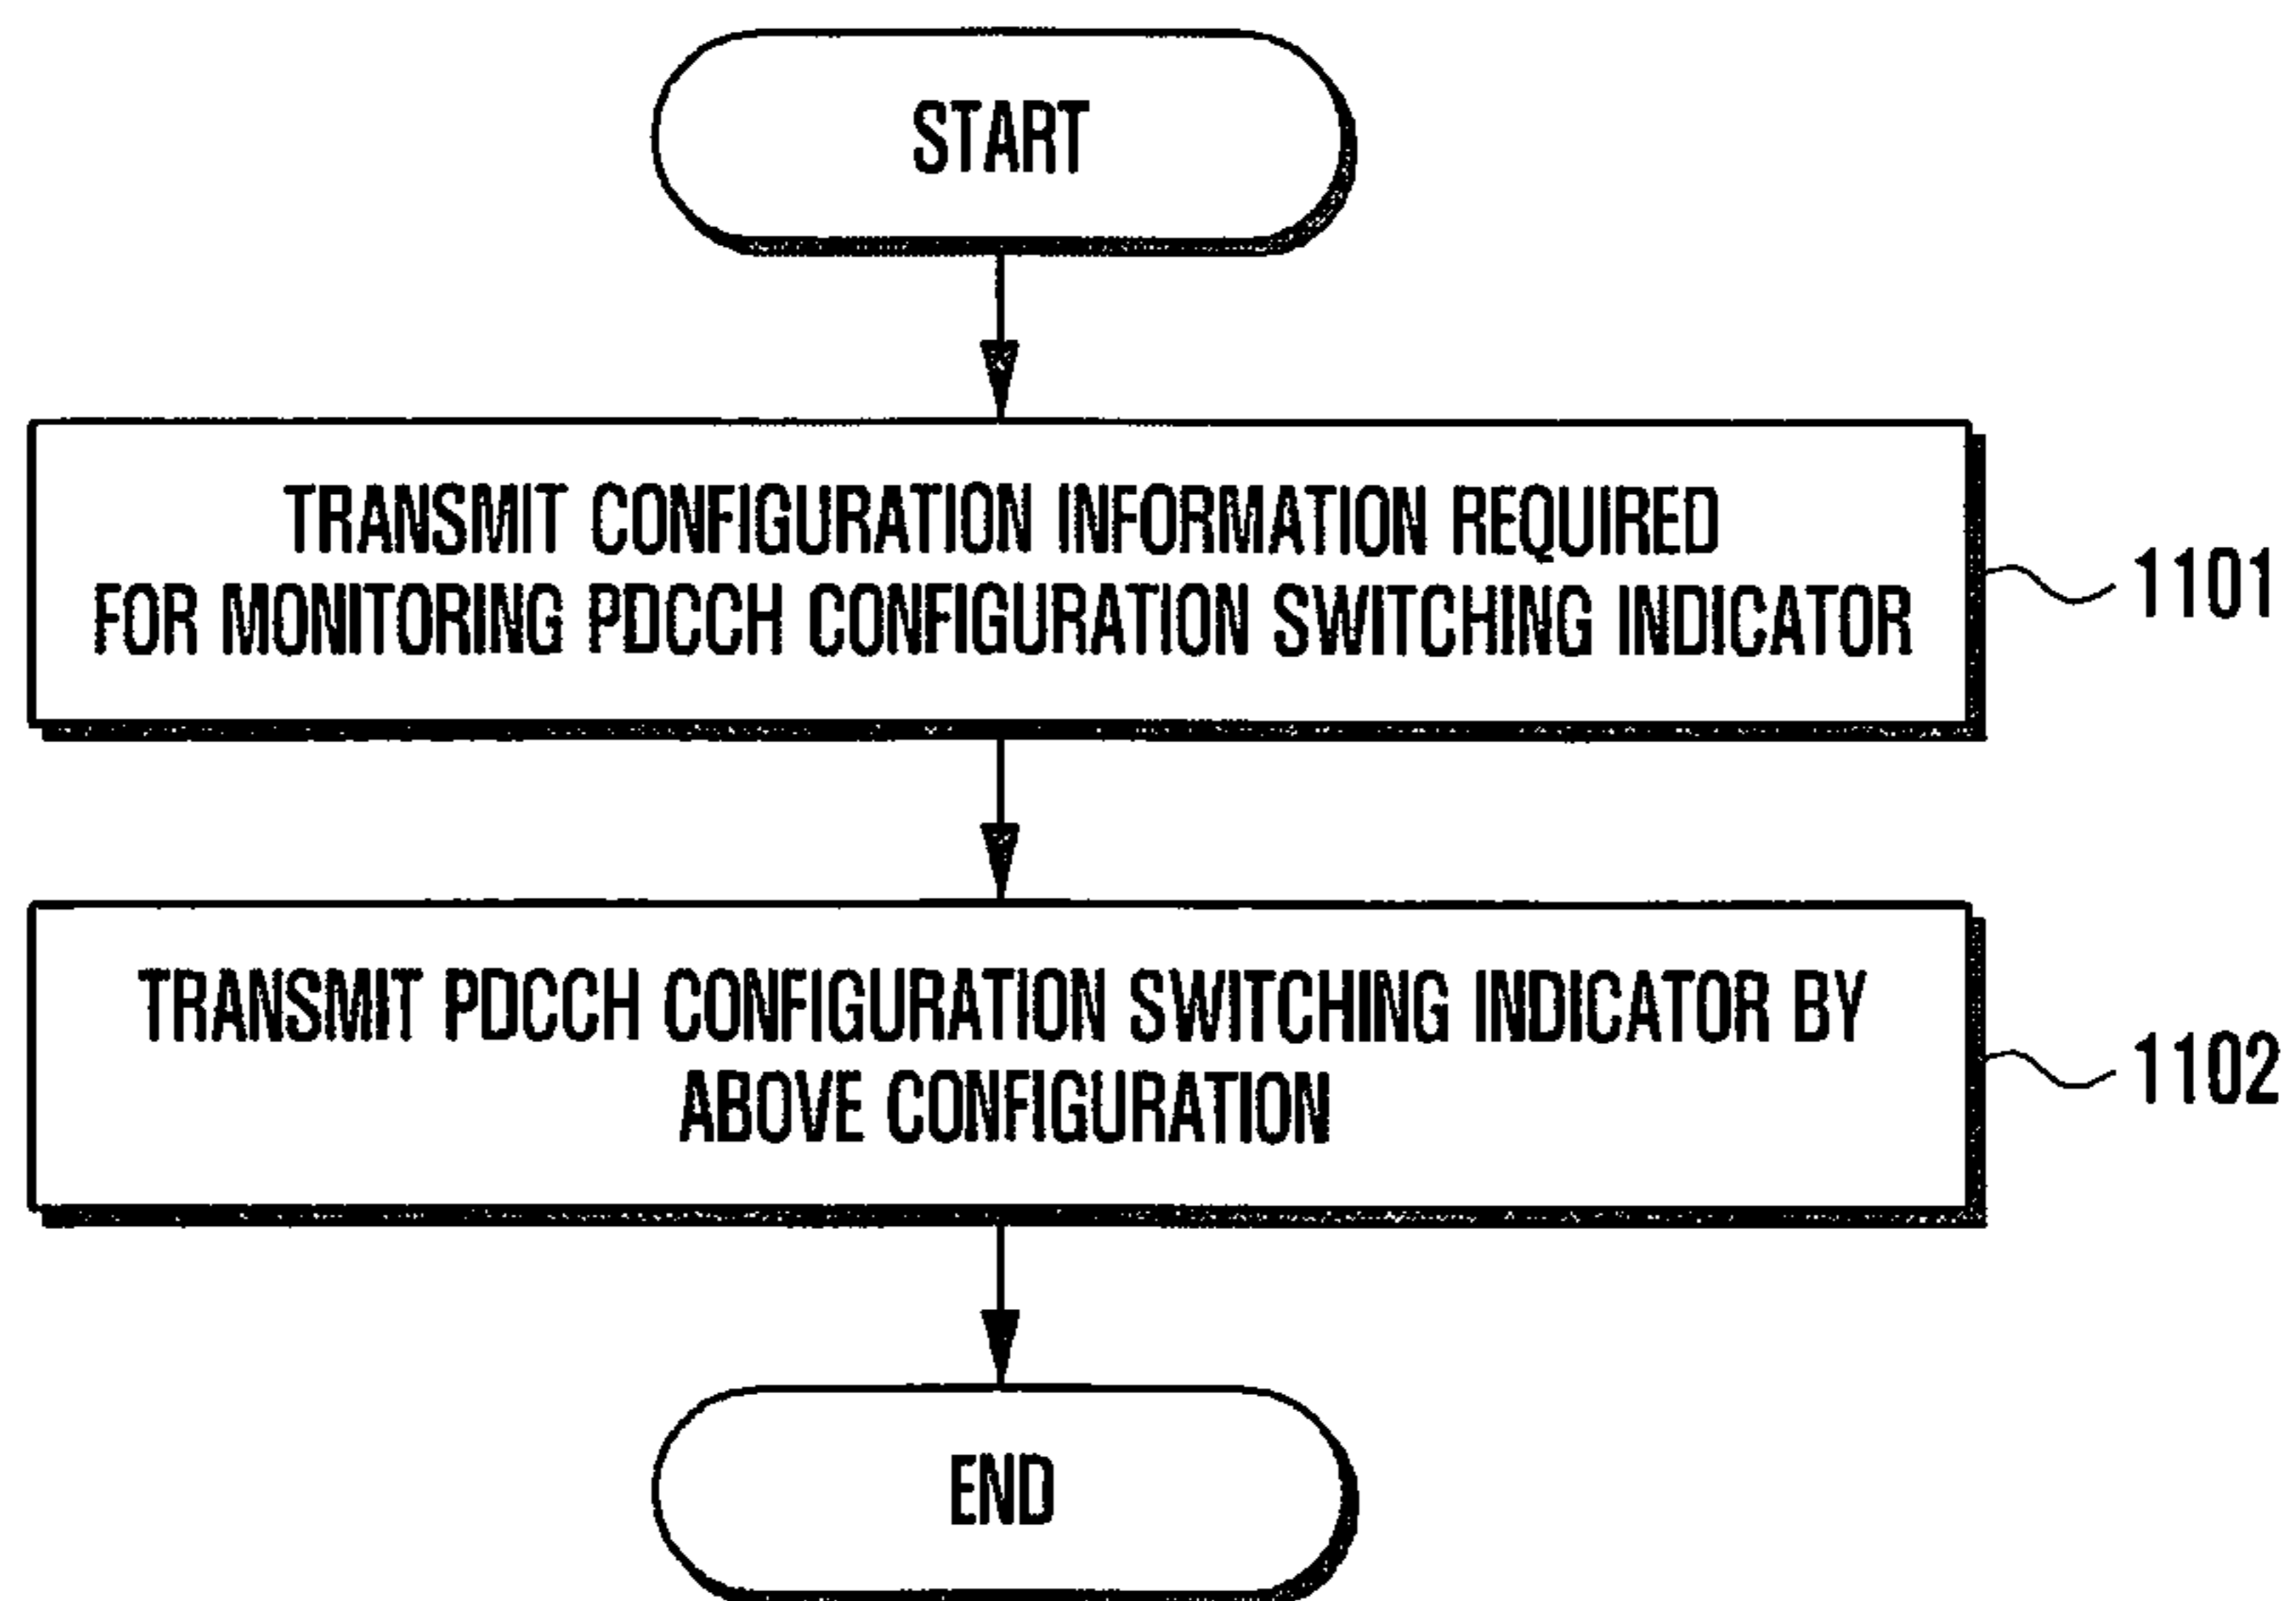 START
TRANSMIT CONFIGURATION INFORMATION REQUIRED
FOR MONITORING PDCCH CONFIGURATION SWITCHING INDICATOR
1101
TRANSMIT PDCCH CONFIGURATION SWITCHING INDICATOR BY
ABOVE CONFIGURATION
1102
END